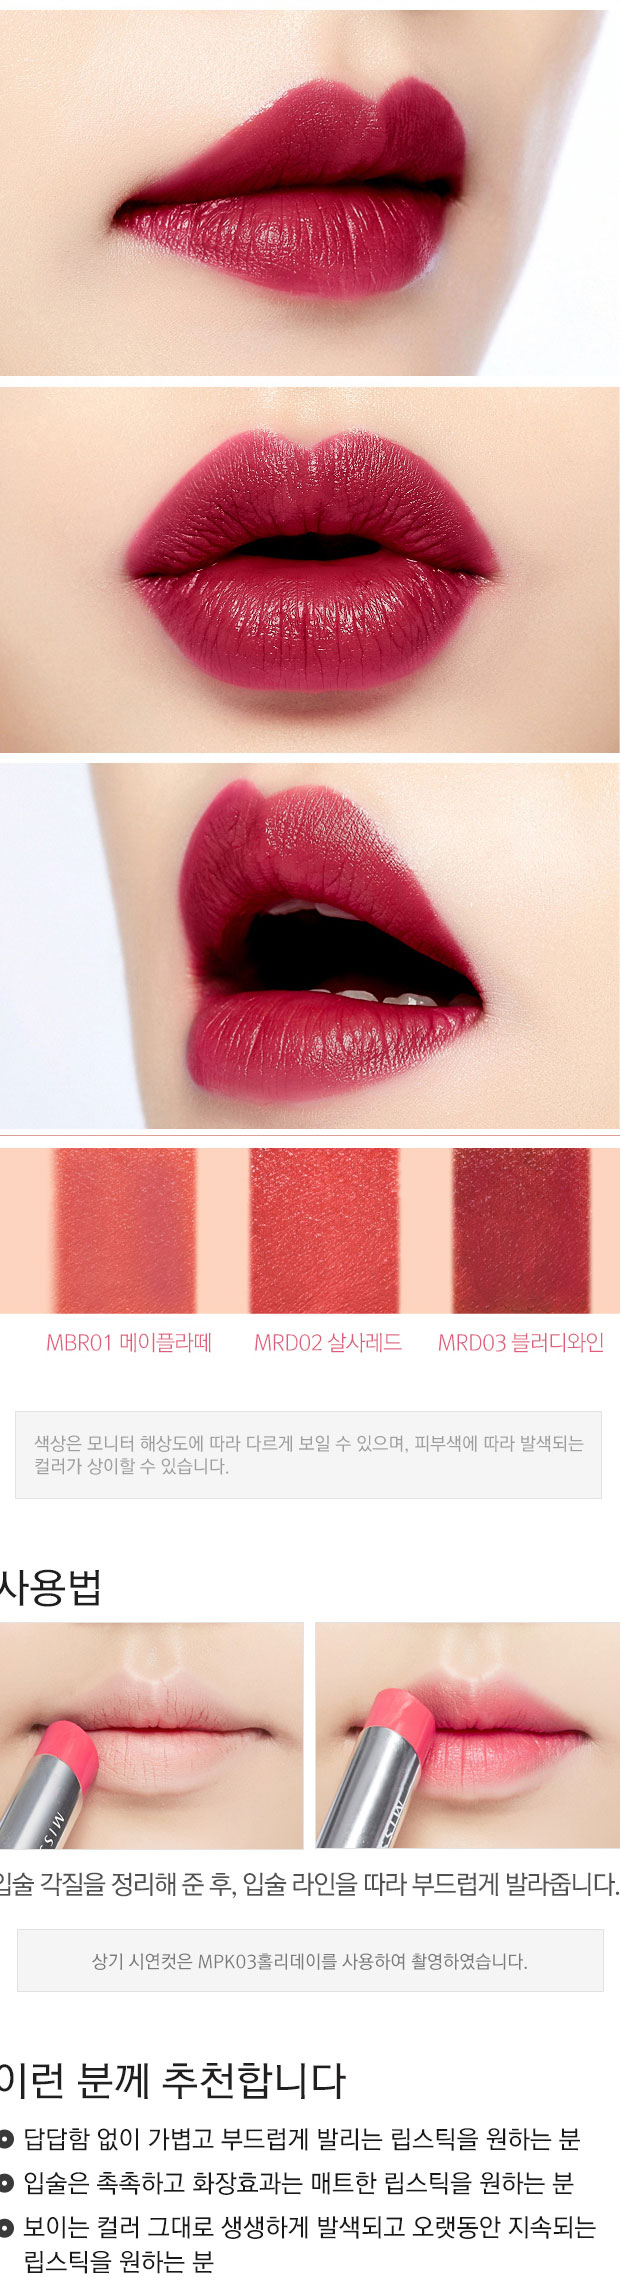 MBR01 메이플라떼
MRD02 살사레드
MRD03 블러디와인
색상은 모니터 해상도에 따라 다르게 보일 수 있으며, 피부색에 따라 발색되는
컬러가 상이할 수 있습니다.
사용법
MISS
MIS
입술 각질을 정리해 준 후, 입술 라인을 따라 부드럽게 발라줍니다.
상기 시연컷은 MPK03홀리데이를 사용하여 촬영하였습니다.
이런 분께 추천합니다
답답함 없이 가볍고 부드럽게 발리는 립스틱을 원하는 분
입술은 촉촉하고 화장효과는 매트한 립스틱을 원하는 분
보이는 컬러 그대로 생생하게 발색되고 오랫동안 지속되는
립스틱을 원하는 분